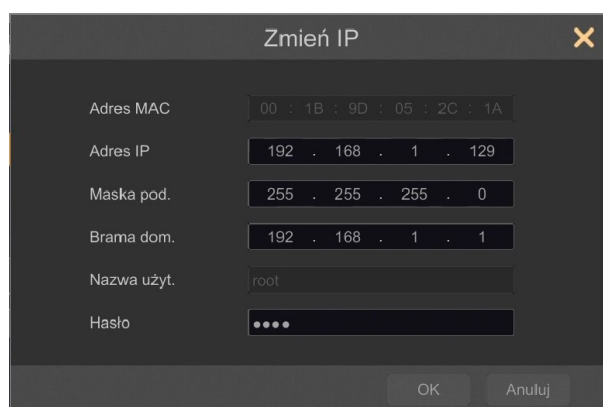 Zmień IP
Adres MAC 00 : 1B : 9D : 05 : 2C : 1A
Adres IP 192 . 168 . 1 . 129
Maska pod. 255 . 255 . 255 . 0
Brama dom. 192 . 168 . 1 . 1
Nazwa użyt. root
Hasło ●●●●
OK Anuluj